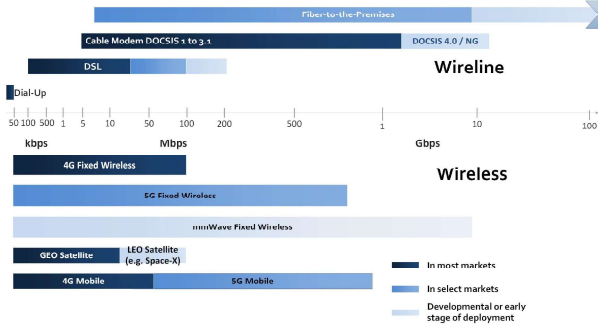 Fiber-to-the-Premises
Cable Modem DOCSIS 1 to 3.1
DOCSIS 4.0 / NG
DSL
Wireline
Dial-Up
50 100 500 1 5 10 50 100 200 500 1 10 100
kbps Mbps Gbps
4G Fixed Wireless
Wireless
5G Fixed Wireless
mmWave Fixed Wireless
GEO Satellite
LEO Satellite
(e.g. Space-X)
4G Mobile
5G Mobile
In most markets
In select markets
Developmental or early
stage of deployment